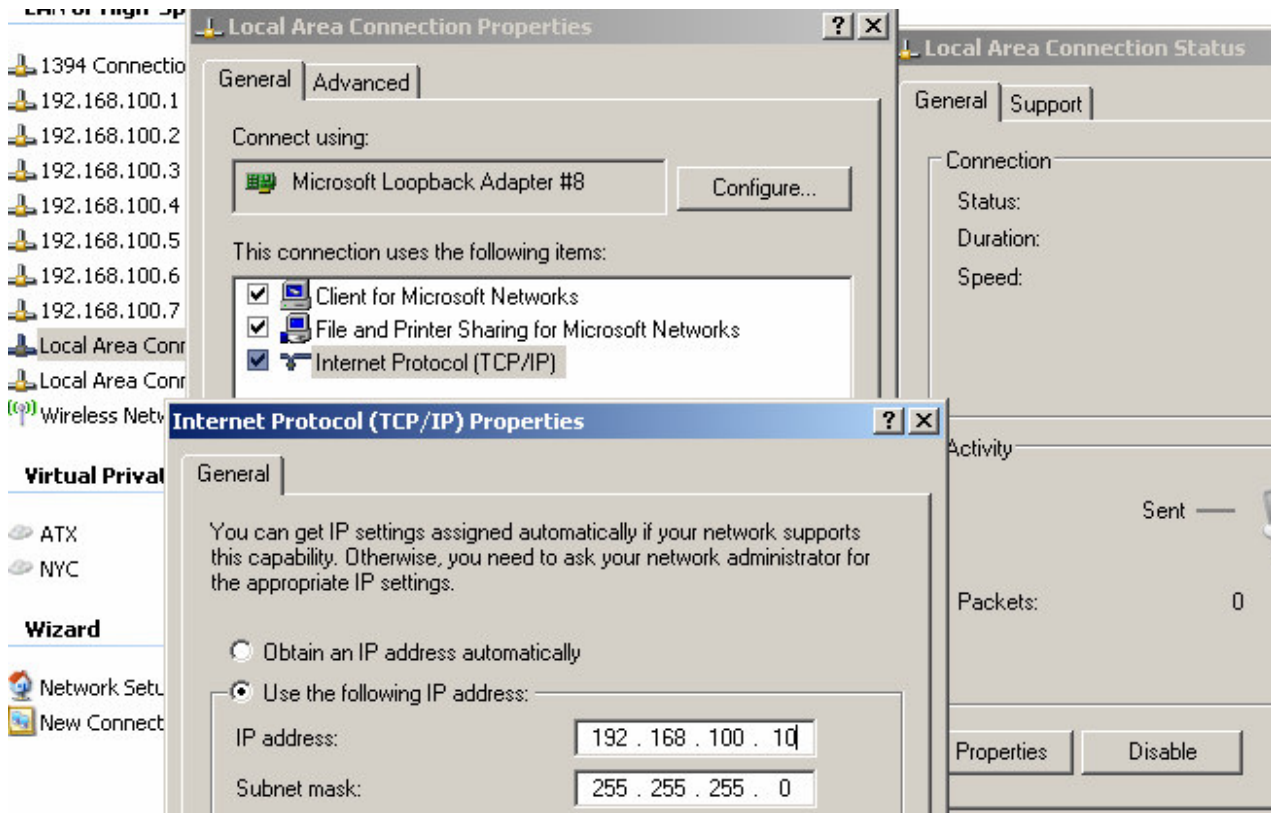 Local Area Connection Properties
1394 Connectio
192.168.100.1
192.168.100.2
192.168.100.3
192.168.100.4
192.168.100.5
192.168.100.6
192.168.100.7
Local Area Conr
Local Area Conr
Wireless Netw
Virtual Privat
ATX
NYC
Wizard
Network Setu
New Connect
General Advanced
Connect using:
Microsoft Loopback Adapter #8
Configure...
This connection uses the following items:
Client for Microsoft Networks
File and Printer Sharing for Microsoft Networks
Internet Protocol (TCP/IP)
Internet Protocol (TCP/IP) Properties
General
You can get IP settings assigned automatically if your network supports
this capability. Otherwise, you need to ask your network administrator for
the appropriate IP settings.
Obtain an IP address automatically
Use the following IP address:
IP address: 192 . 168 . 100 . 10
Subnet mask: 255 . 255 . 255 . 0
Local Area Connection Status
General Support
Connection
Status:
Duration:
Speed:
Activity
Sent
Packets: 0
Properties Disable